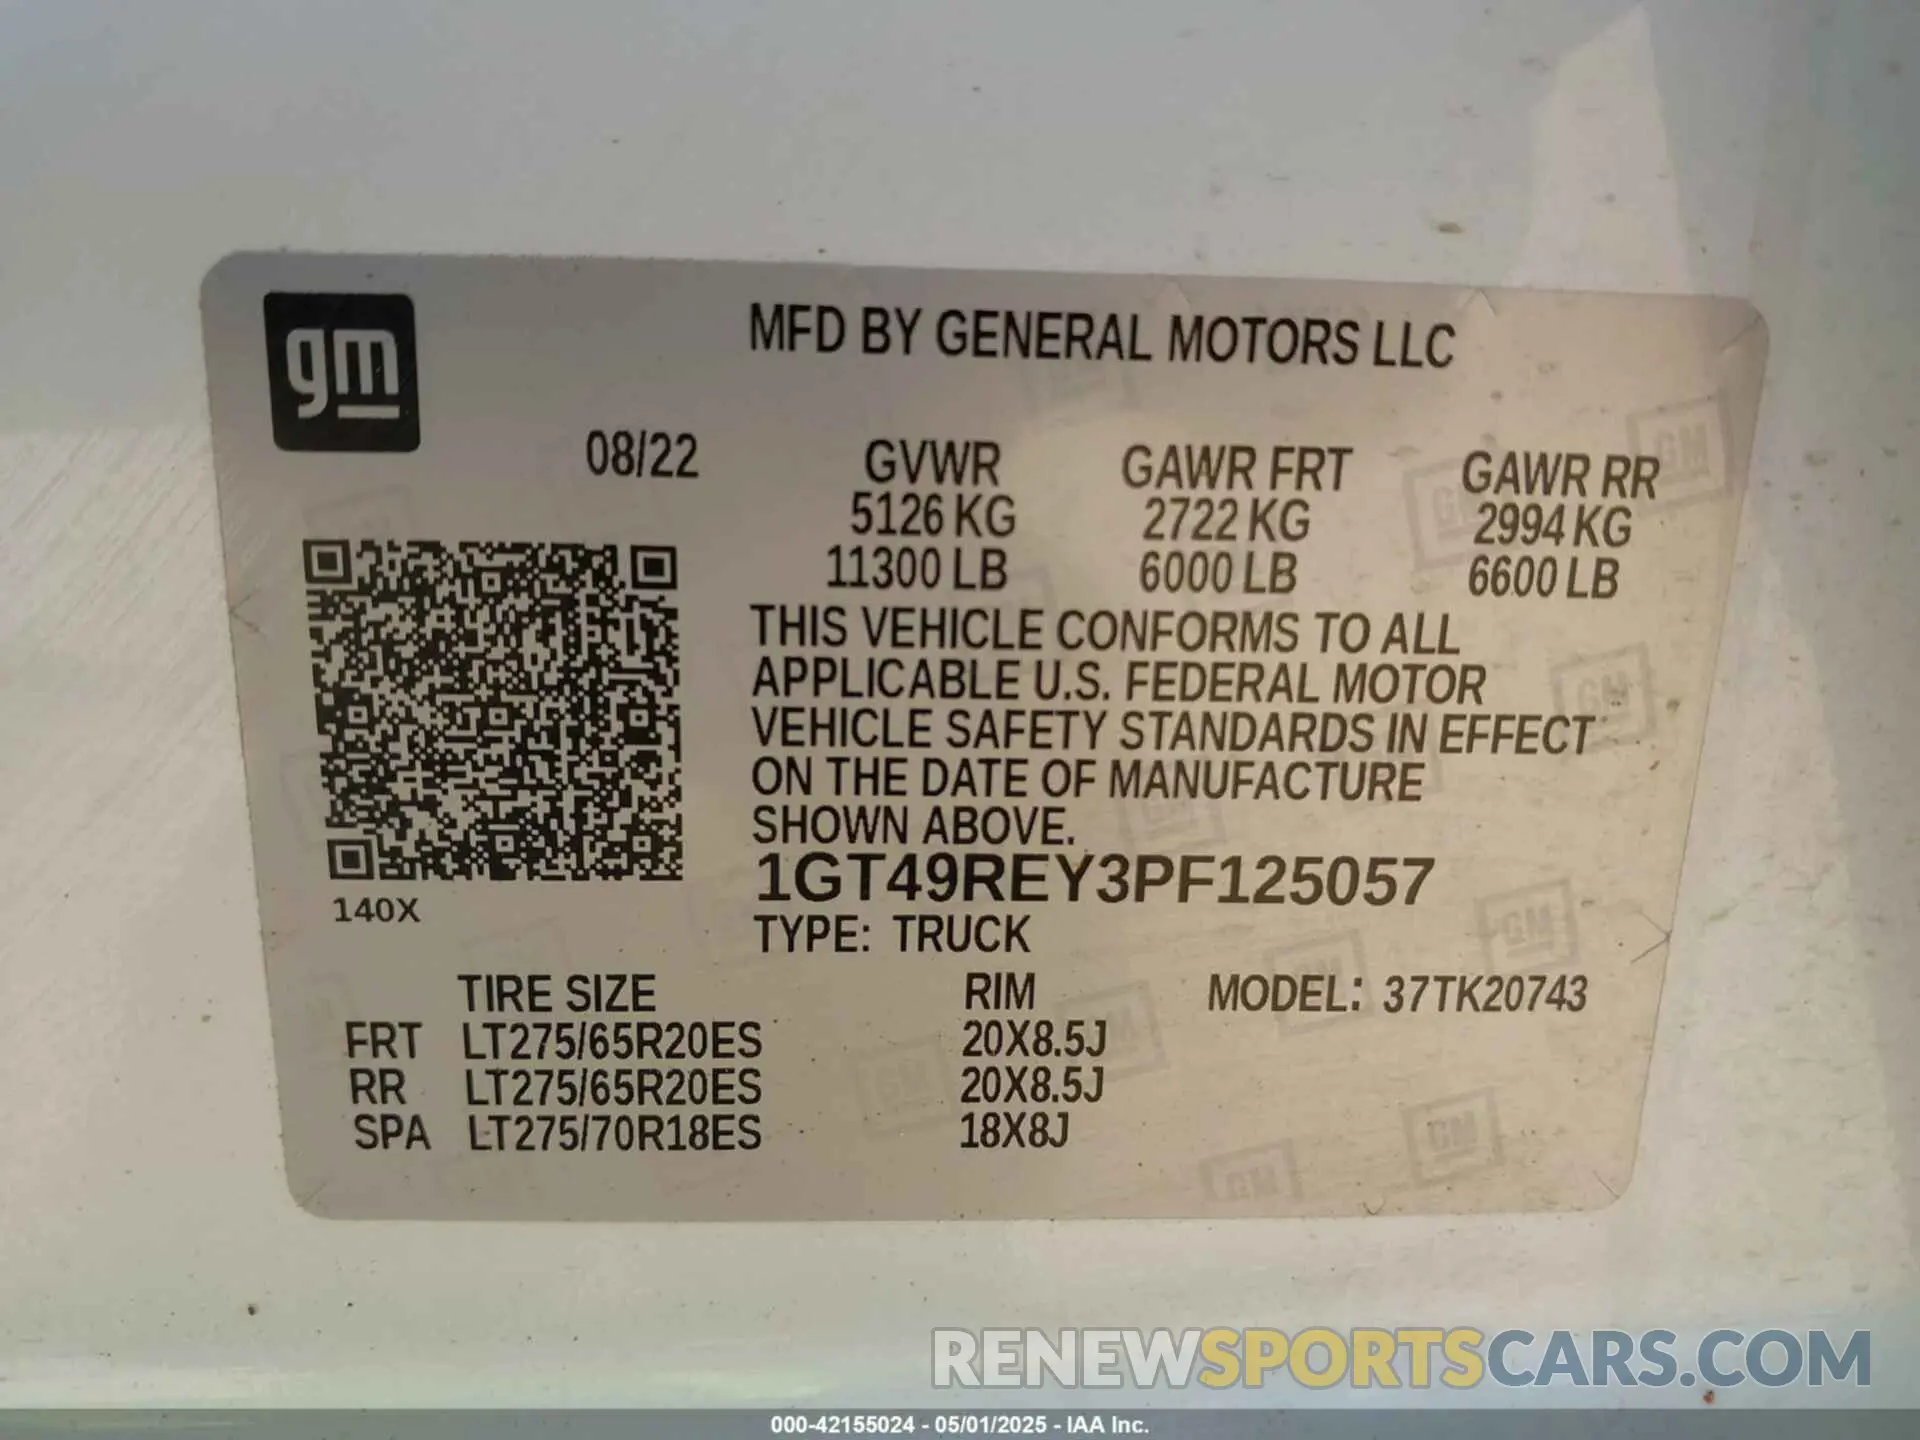 gm
MFD BY GENERAL MOTORS LLC
08/22 GVWR GAWR FRT GAWR RR
5126 KG 2722 KG 2994 KG
11300 LB 6000 LB 6600 LB
THIS VEHICLE CONFORMS TO ALL
APPLICABLE U.S. FEDERAL MOTOR
VEHICLE SAFETY STANDARDS IN EFFECT
ON THE DATE OF MANUFACTURE
SHOWN ABOVE.
1GT49REY3PF125057
140X
TYPE: TRUCK
TIRE SIZE RIM MODEL: 37TK20743
FRT LT275/65R20ES 20X8.5J
RR LT275/65R20ES 20X8.5J
SPA LT275/70R18ES 18X8J
RENEWSPORTSCARS.COM
000-42155024 - 05/01/2025 - IAA Inc.